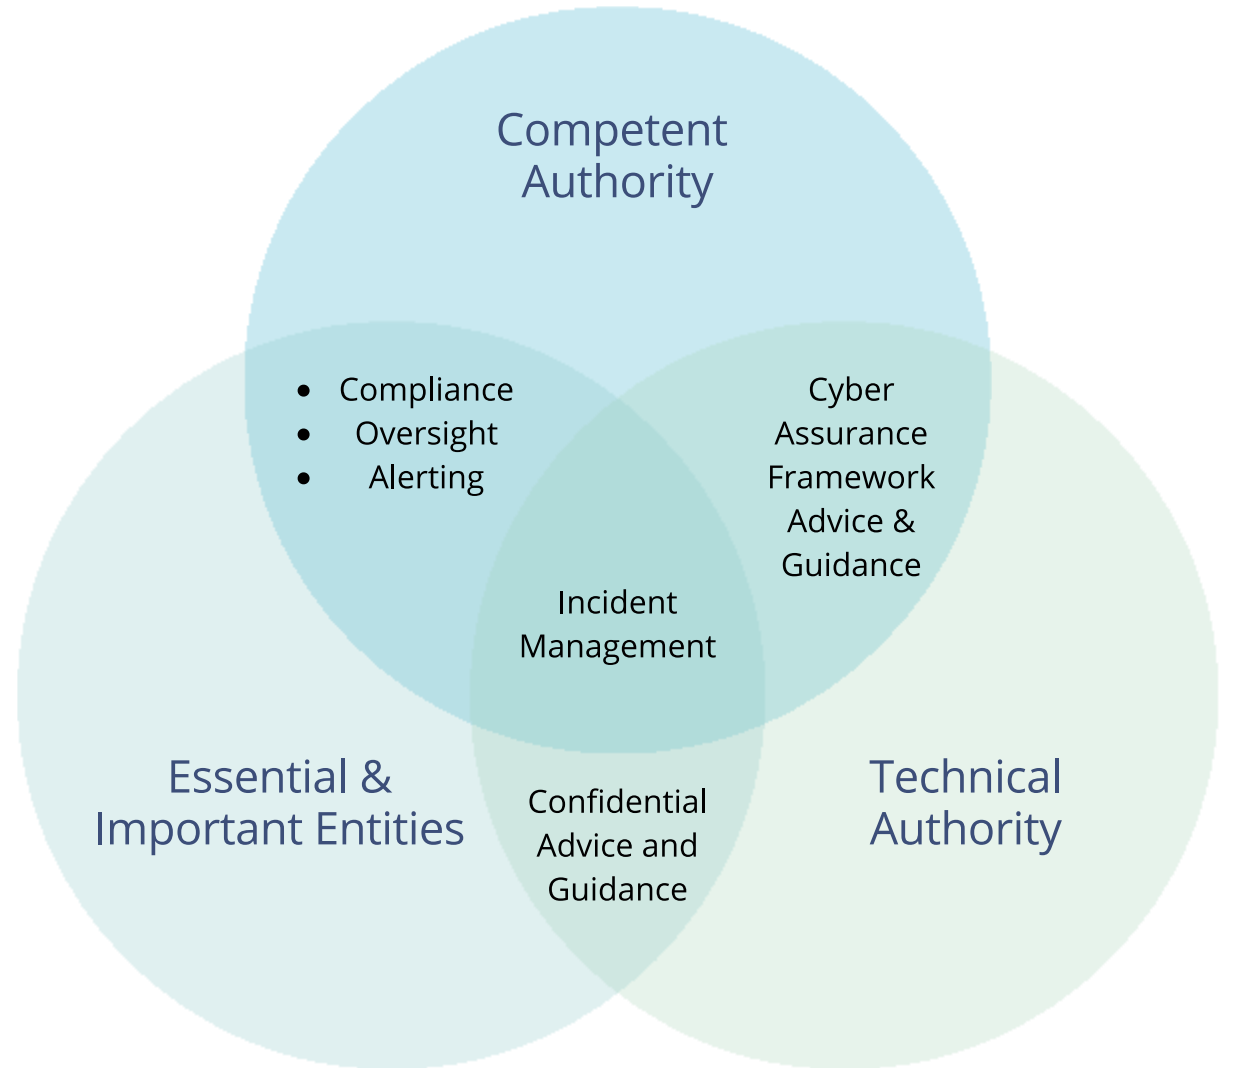 Competent
Authority
• Compliance
• Oversight
• Alerting
Cyber
Assurance
Framework
Advice &
Guidance
Incident
Management
Essential &
Important Entities
Technical
Authority
Confidential
Advice and
Guidance